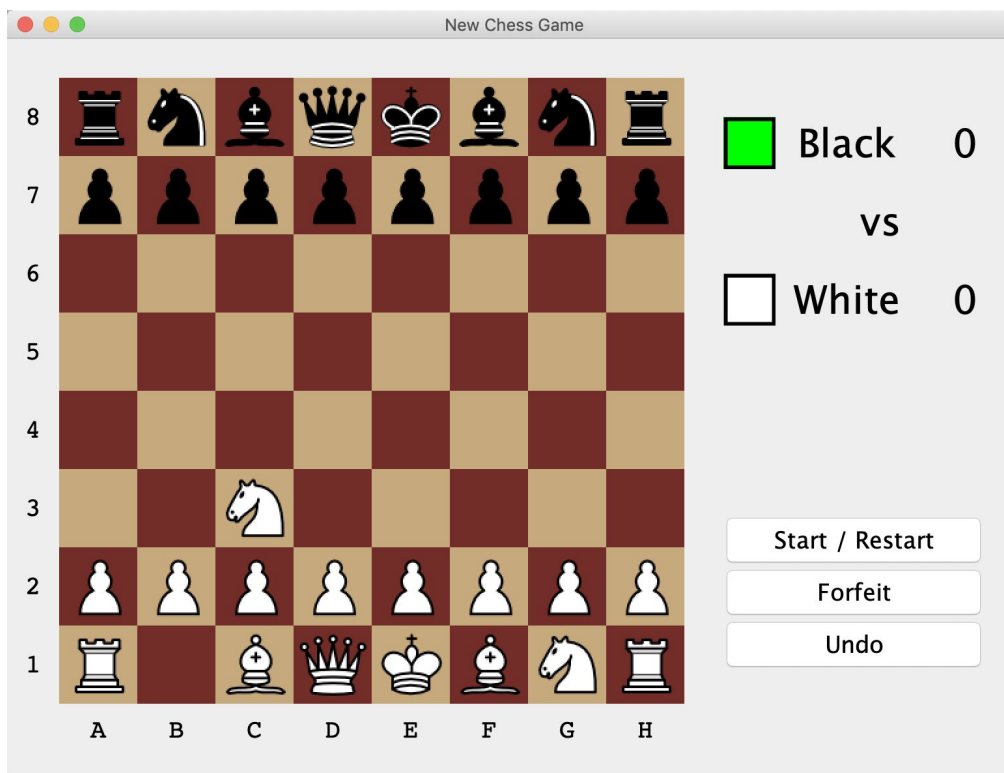 New Chess Game
8
7
6
5
4
3
2
1
A B C D E F G H
Black 0
vs
White 0
Start / Restart
Forfeit
Undo